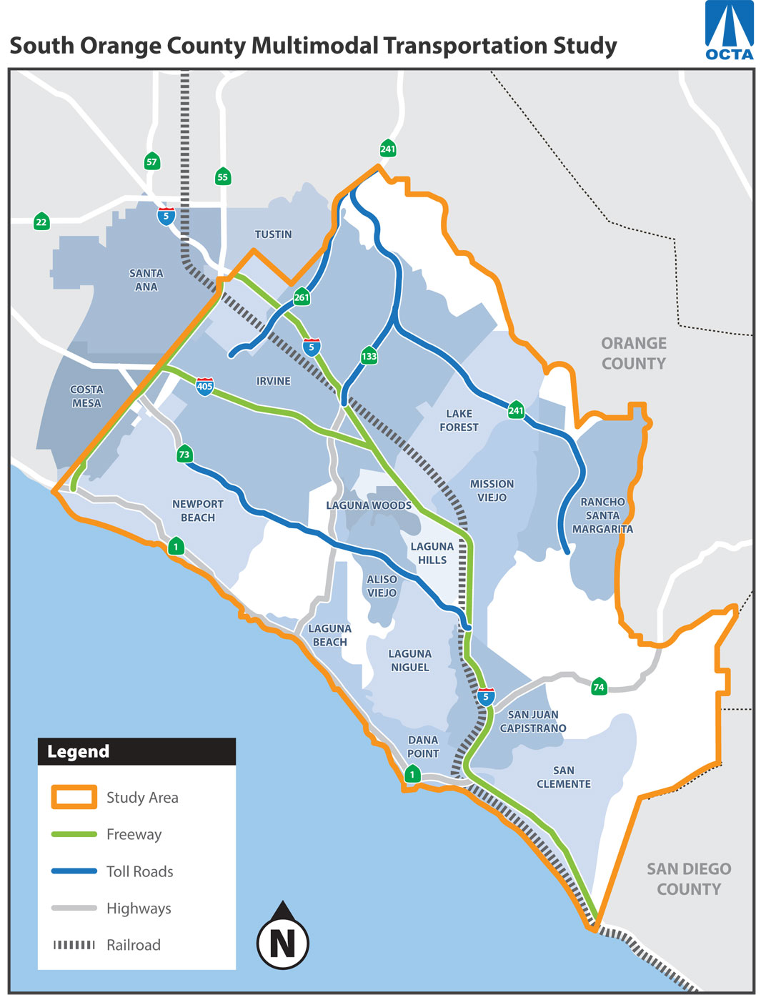 South Orange County Multimodal Transportation Study
OCTA
241
57
55
5
22
TUSTIN
SANTA
ANA
261
ORANGE
COUNTY
5
133
IRVINE
405
COSTA
MESA
241
LAKE
FOREST
73
MISSION
VIEJO
LAGUNA WOODS
NEWPORT
BEACH
RANCHO
SANTA
MARGARITA
1
LAGUNA
HILLS
ALISO
VIEJO
LAGUNA
BEACH
LAGUNA
NIGUEL
74
5
SAN JUAN
CAPISTRANO
DANA
POINT
1
SAN
CLEMENTE
SAN DIEGO
COUNTY
Legend
Study Area
Freeway
Toll Roads
Highways
Railroad
N